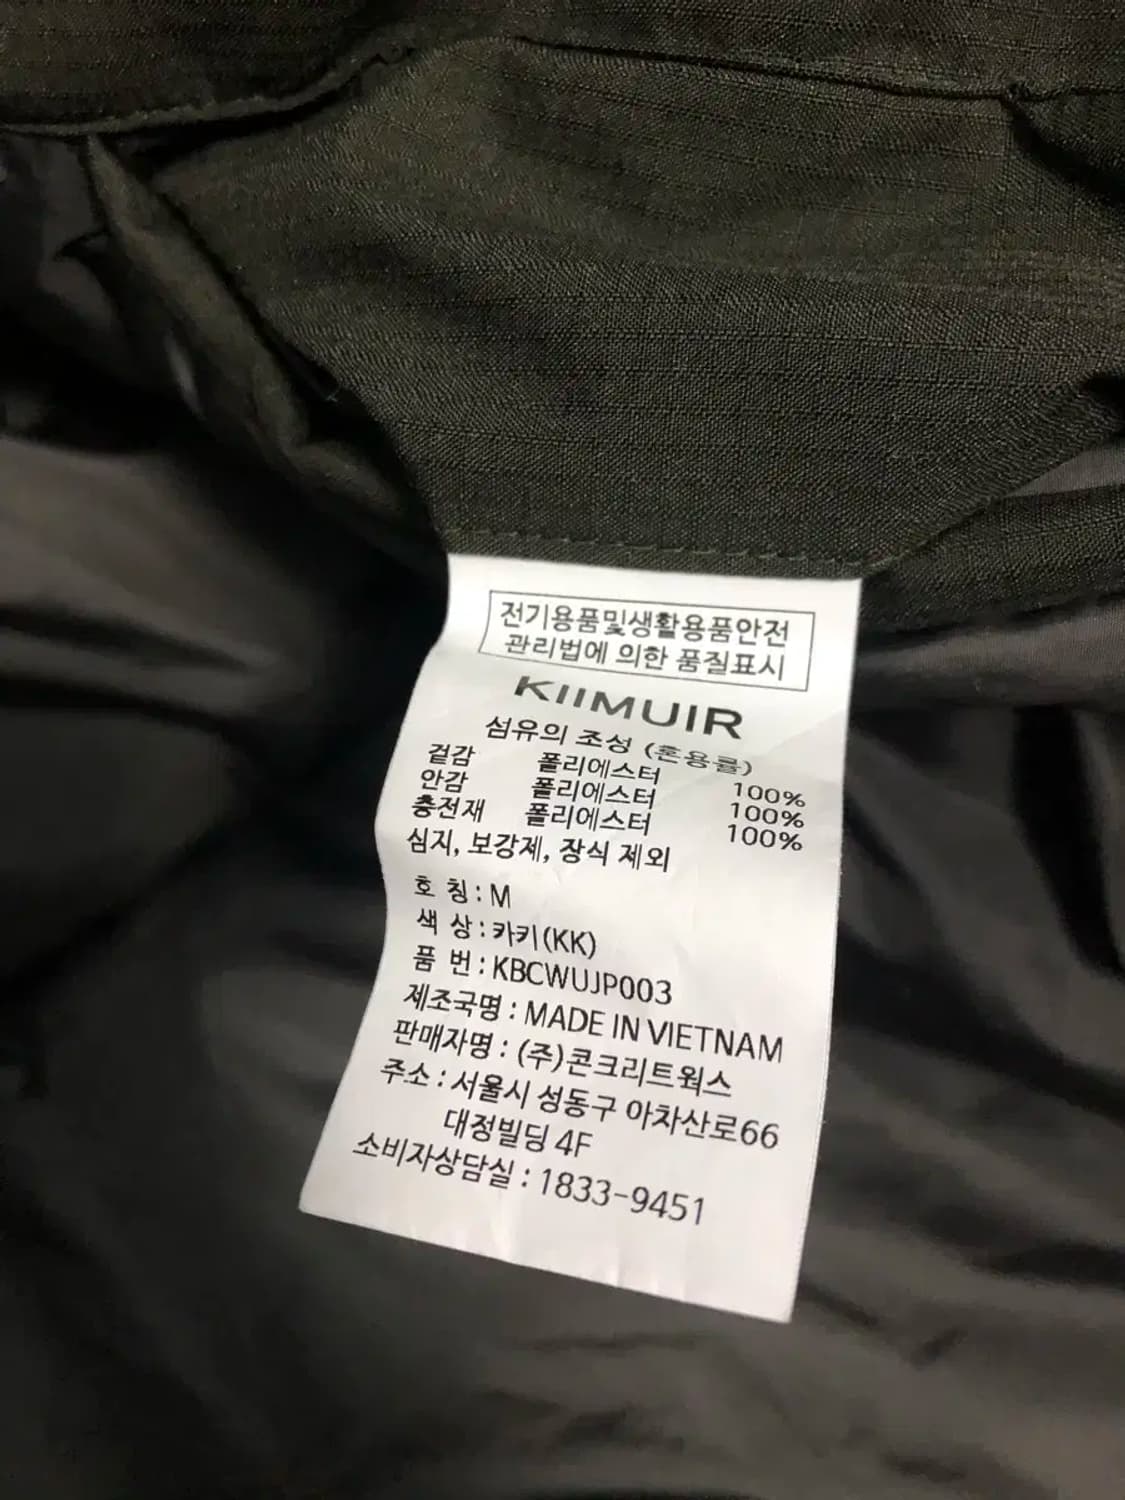 전기용품및생활용품안전
관리법에 의한 품질표시
KIIMUIR
섬유의 조성 (혼용률)
겉감 폴리에스터 100%
안감 폴리에스터 100%
충전재 폴리에스터 100%
심지, 보강제, 장식 제외
호 칭 : M
색 상 : 카키(KK)
품 번 : KBCWUJP003
제조국명 : MADE IN VIETNAM
판매자명 : (주)콘크리트웍스
주소 : 서울시 성동구 아차산로66
대정빌딩 4F
소비자상담실 : 1833-9451